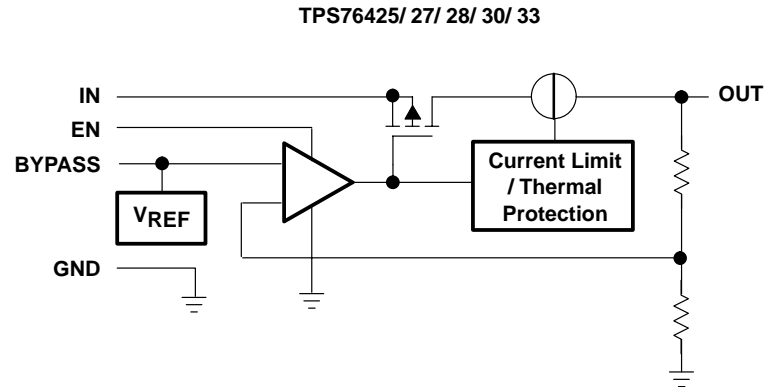 TPS76425/ 27/ 28/ 30/ 33
IN
OUT
EN
BYPASS
VREF
Current Limit
/ Thermal
Protection
GND